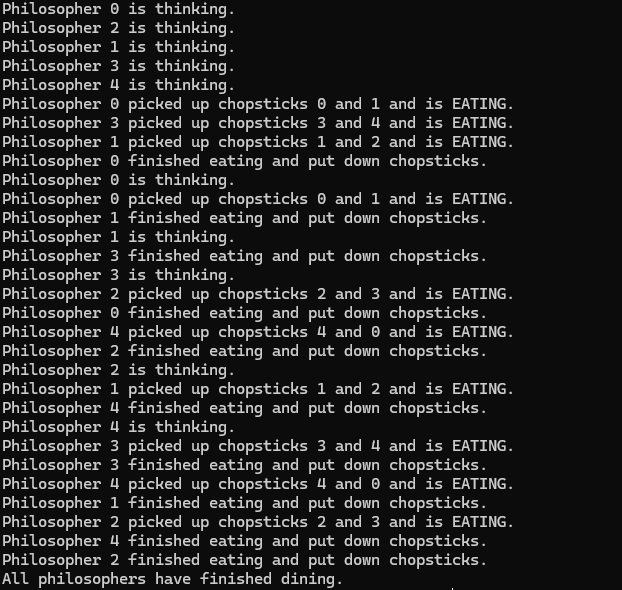 Philosopher 0 is thinking.
Philosopher 2 is thinking.
Philosopher 1 is thinking.
Philosopher 3 is thinking.
Philosopher 4 is thinking.
Philosopher 0 picked up chopsticks 0 and 1 and is EATING.
Philosopher 3 picked up chopsticks 3 and 4 and is EATING.
Philosopher 1 picked up chopsticks 1 and 2 and is EATING.
Philosopher 0 finished eating and put down chopsticks.
Philosopher 0 is thinking.
Philosopher 0 picked up chopsticks 0 and 1 and is EATING.
Philosopher 1 finished eating and put down chopsticks.
Philosopher 1 is thinking.
Philosopher 3 finished eating and put down chopsticks.
Philosopher 3 is thinking.
Philosopher 2 picked up chopsticks 2 and 3 and is EATING.
Philosopher 0 finished eating and put down chopsticks.
Philosopher 4 picked up chopsticks 4 and 0 and is EATING.
Philosopher 2 finished eating and put down chopsticks.
Philosopher 2 is thinking.
Philosopher 1 picked up chopsticks 1 and 2 and is EATING.
Philosopher 4 finished eating and put down chopsticks.
Philosopher 4 is thinking.
Philosopher 3 picked up chopsticks 3 and 4 and is EATING.
Philosopher 3 finished eating and put down chopsticks.
Philosopher 4 picked up chopsticks 4 and 0 and is EATING.
Philosopher 1 finished eating and put down chopsticks.
Philosopher 2 picked up chopsticks 2 and 3 and is EATING.
Philosopher 4 finished eating and put down chopsticks.
Philosopher 2 finished eating and put down chopsticks.
All philosophers have finished dining.